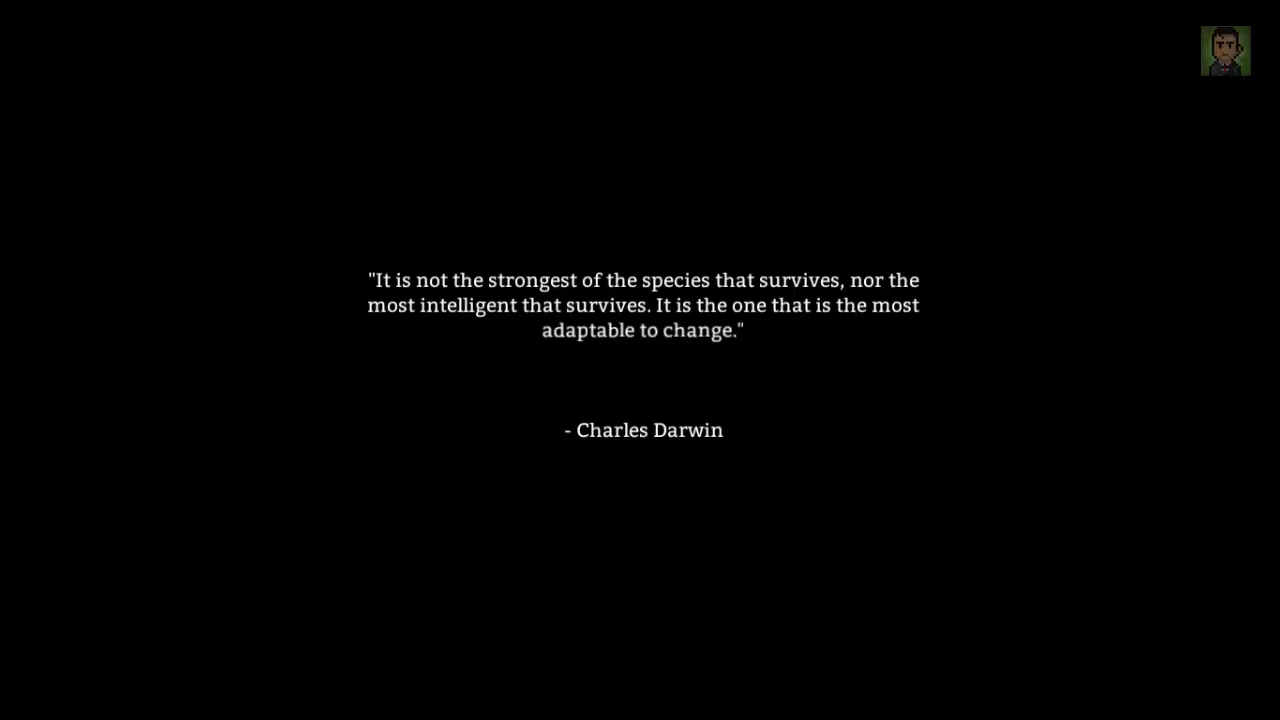 "It is not the strongest of the species that survives, nor the
most intelligent that survives. It is the one that is the most
adaptable to change."
- Charles Darwin